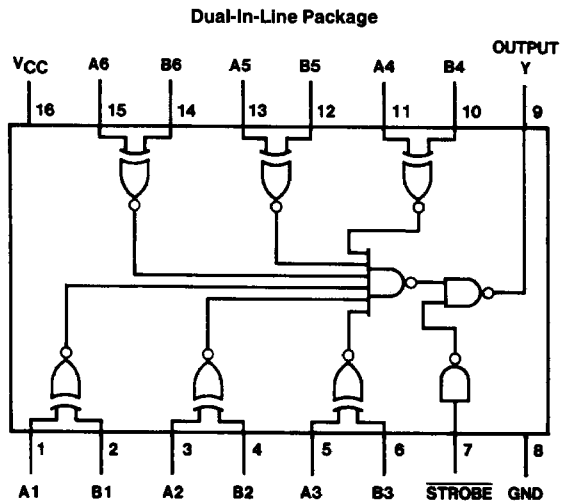 Dual-In-Line Package
OUTPUT
VCC A6 B6 A5 B5 A4 B4 Y
16 15 14 13 12 11 10 9
1 2 3 4 5 6 7 8
A1 B1 A2 B2 A3 B3 STROBE GND